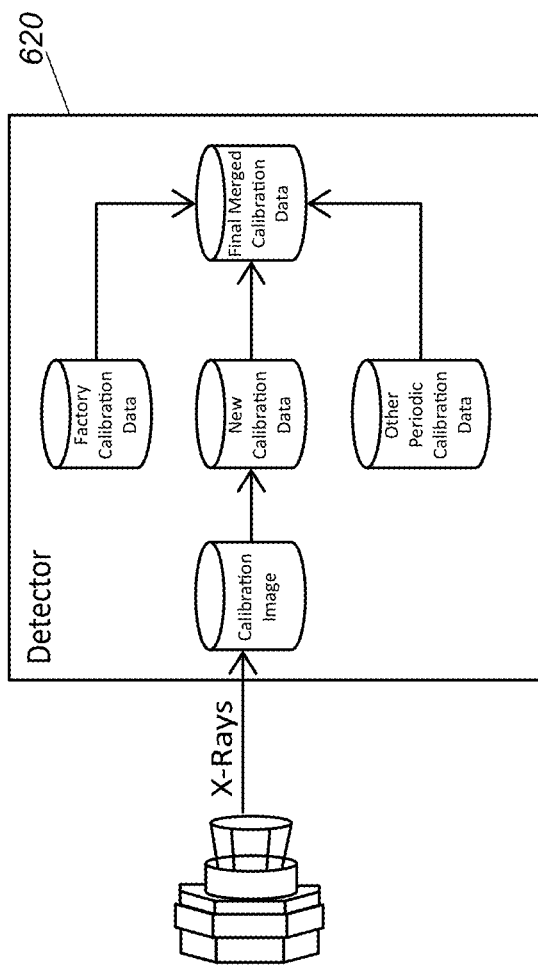 620
Detector
X-Rays
Calibration
Image
Factory
Calibration
Data
New
Calibration
Data
Other
Periodic
Calibration
Data
Final Merged
Calibration
Data